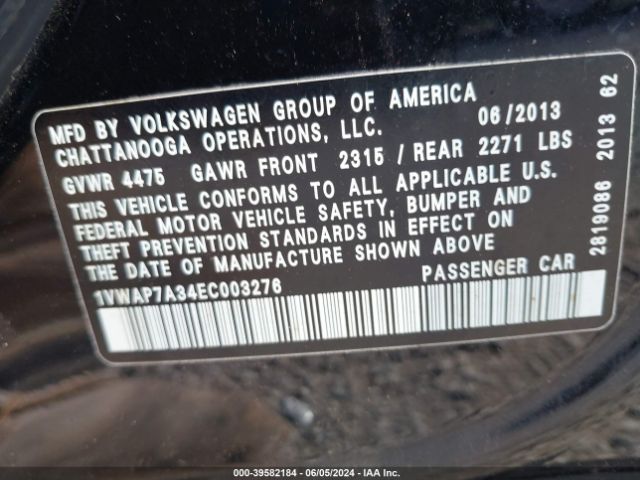 MFD BY VOLKSWAGEN GROUP OF AMERICA 06/2013
CHATTANOOGA OPERATIONS, LLC.
GVWR 4475 GAWR FRONT 2315 / REAR 2271 LBS
THIS VEHICLE CONFORMS TO ALL APPLICABLE U.S.
FEDERAL MOTOR VEHICLE SAFETY, BUMPER AND
THEFT PREVENTION STANDARDS IN EFFECT ON
THE DATE OF MANUFACTURE SHOWN ABOVE
1VWAP7A34EC003276 PASSENGER CAR
2819086 2013 62
000-39582184 - 06/05/2024 - IAA Inc.